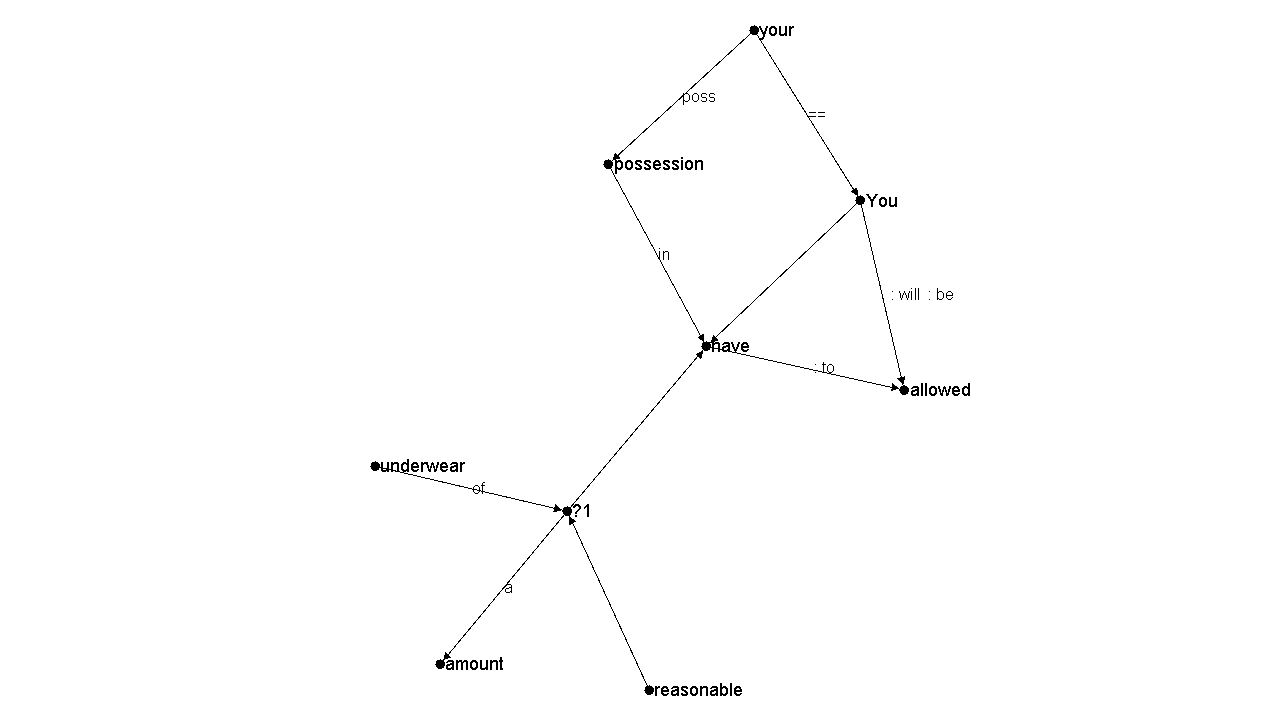 your
poss
==
possession
You
in
: will : be
have
: to
allowed
underwear
of
?1
a
amount
reasonable